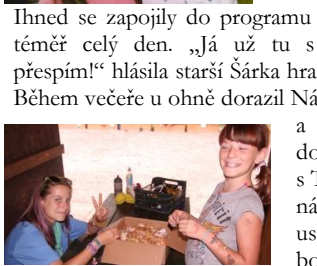 Ihned se zapojily do programu
téměř celý den. „Já už tu s
přespím!“ hlásila starší Šárka hra
Během večeře u ohně dorazil Ná
a
do
s T
ná
us
bo